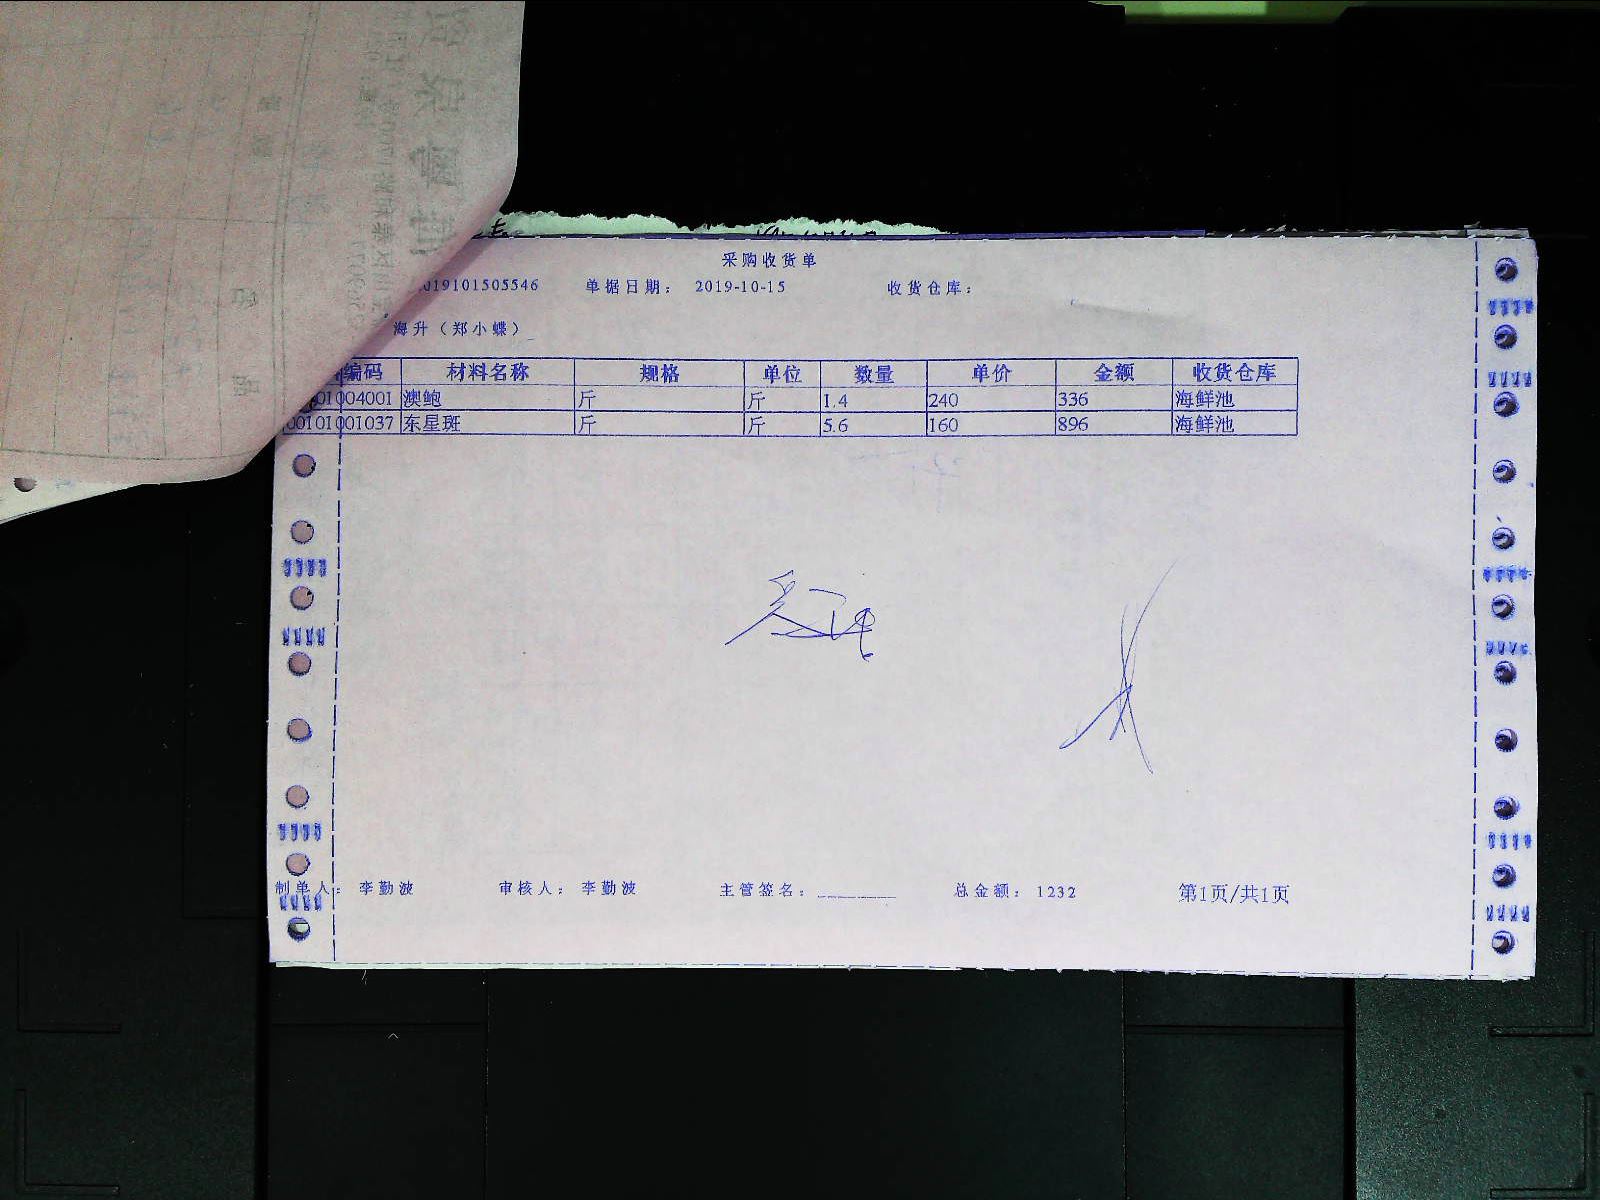 采购收货单
019101505546 单据日期： 2019-10-15 收货仓库：
海升（郑小蝶）
编码 材料名称 规格 单位 数量 单价 金额 收货仓库
01004001 澳鲍 斤 斤 1.4 240 336 海鲜池
00101001037 东星斑 斤 斤 5.6 160 896 海鲜池
制单人： 李勤波 审核人： 李勤波 主管签名： 总金额： 1232 第1页/共1页